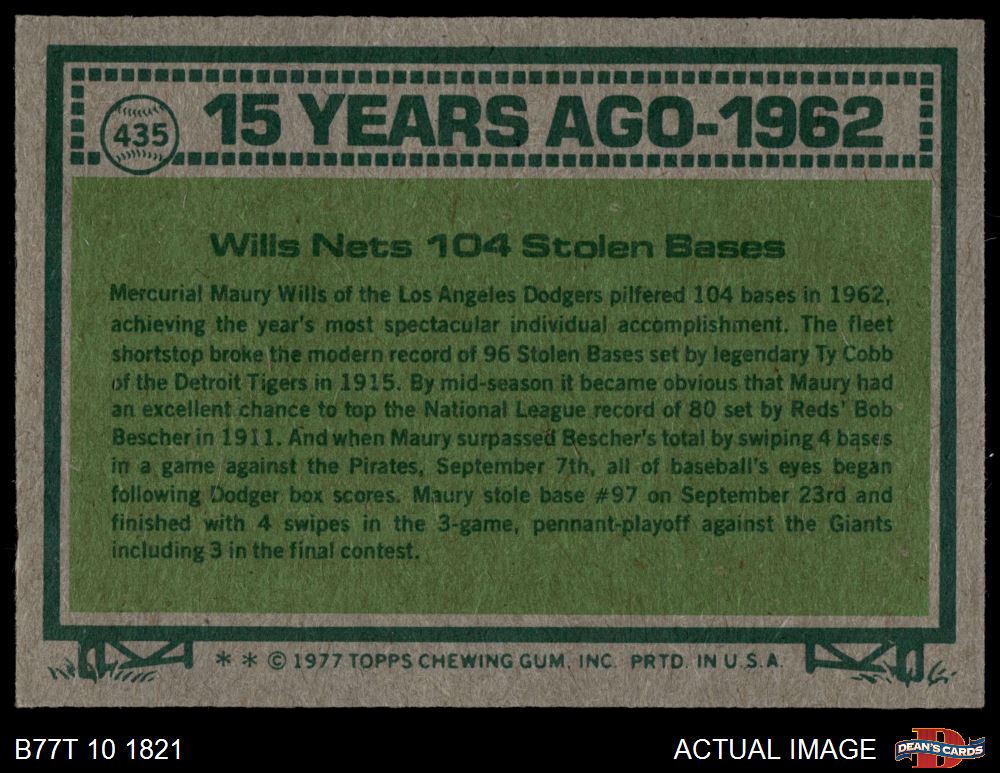 435
15 YEARS AGO-1962
Wills Nets 104 Stolen Bases
Mercurial Maury Wills of the Los Angeles Dodgers pilfered 104 bases in 1962,
achieving the year's most spectacular individual accomplishment. The fleet
shortstop broke the modern record of 96 Stolen Bases set by legendary Ty Cobb
of the Detroit Tigers in 1915. By mid-season it became obvious that Maury had
an excellent chance to top the National League record of 80 set by Reds' Bob
Bescher in 1911. And when Maury surpassed Bescher's total by swiping 4 bases
in a game against the Pirates, September 7th, all of baseball's eyes began
following Dodger box scores. Maury stole base #97 on September 23rd and
finished with 4 swipes in the 3-game, pennant-playoff against the Giants
including 3 in the final contest.
* * © 1977 TOPPS CHEWING GUM, INC. PRTD. IN U.S.A.
B77T 10 1821
ACTUAL IMAGE
D
DEAN'S CARDS